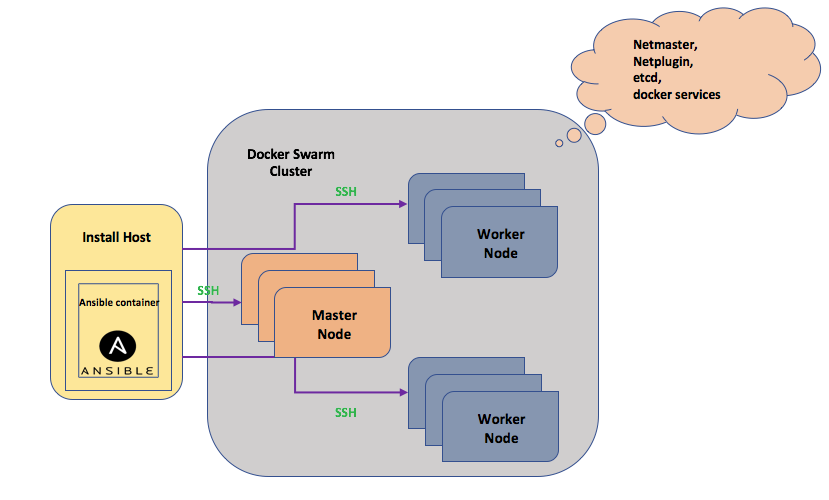 Netmaster,
Netplugin,
etcd,
docker services
Docker Swarm
Cluster
SSH
Worker
Node
Install Host
SSH
Ansible container
ANSIBLE
Master
Node
SSH
Worker
Node